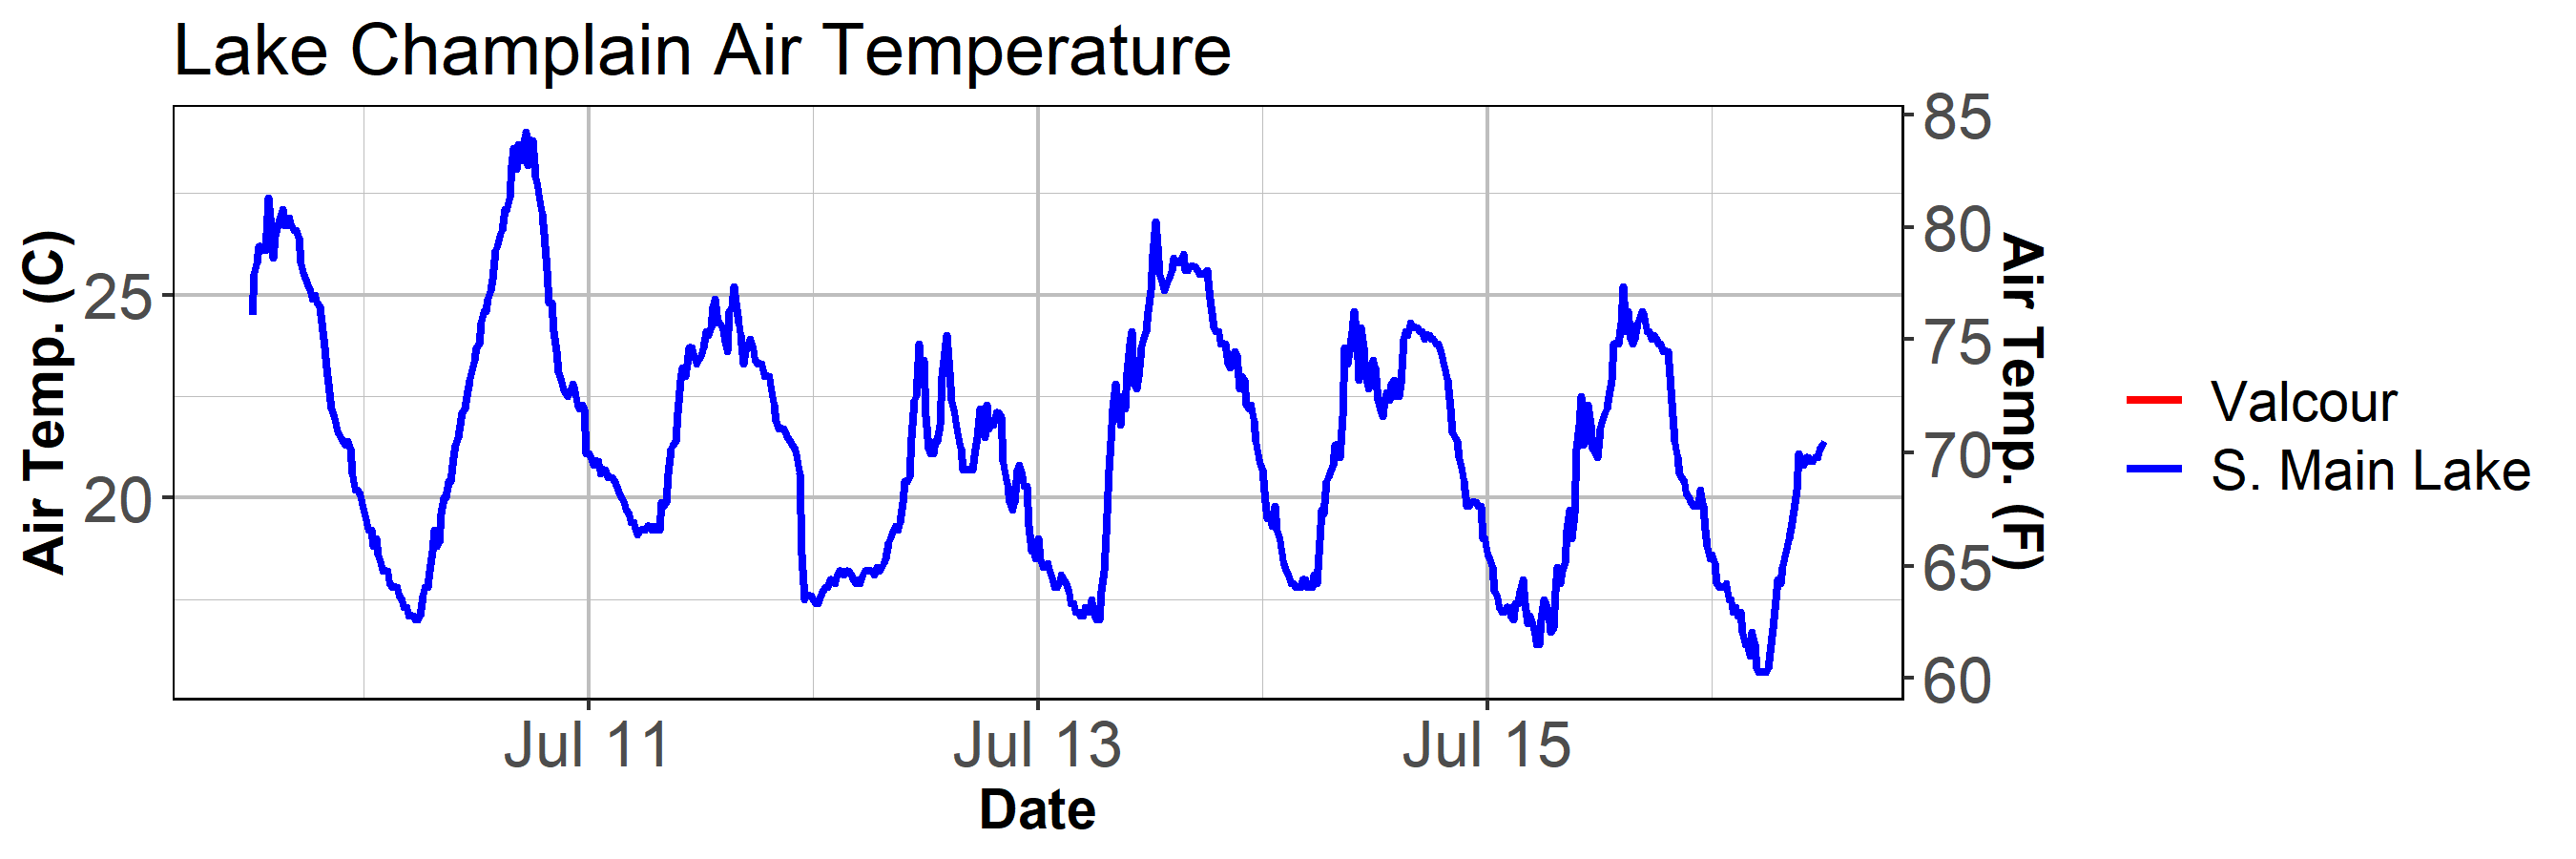 Lake Champlain Air Temperature
Air Temp. (C)
25
20
85
80
75
70
65
60
Air Temp. (F)
Jul 11
Jul 13
Jul 15
Date
Valcour
S. Main Lake